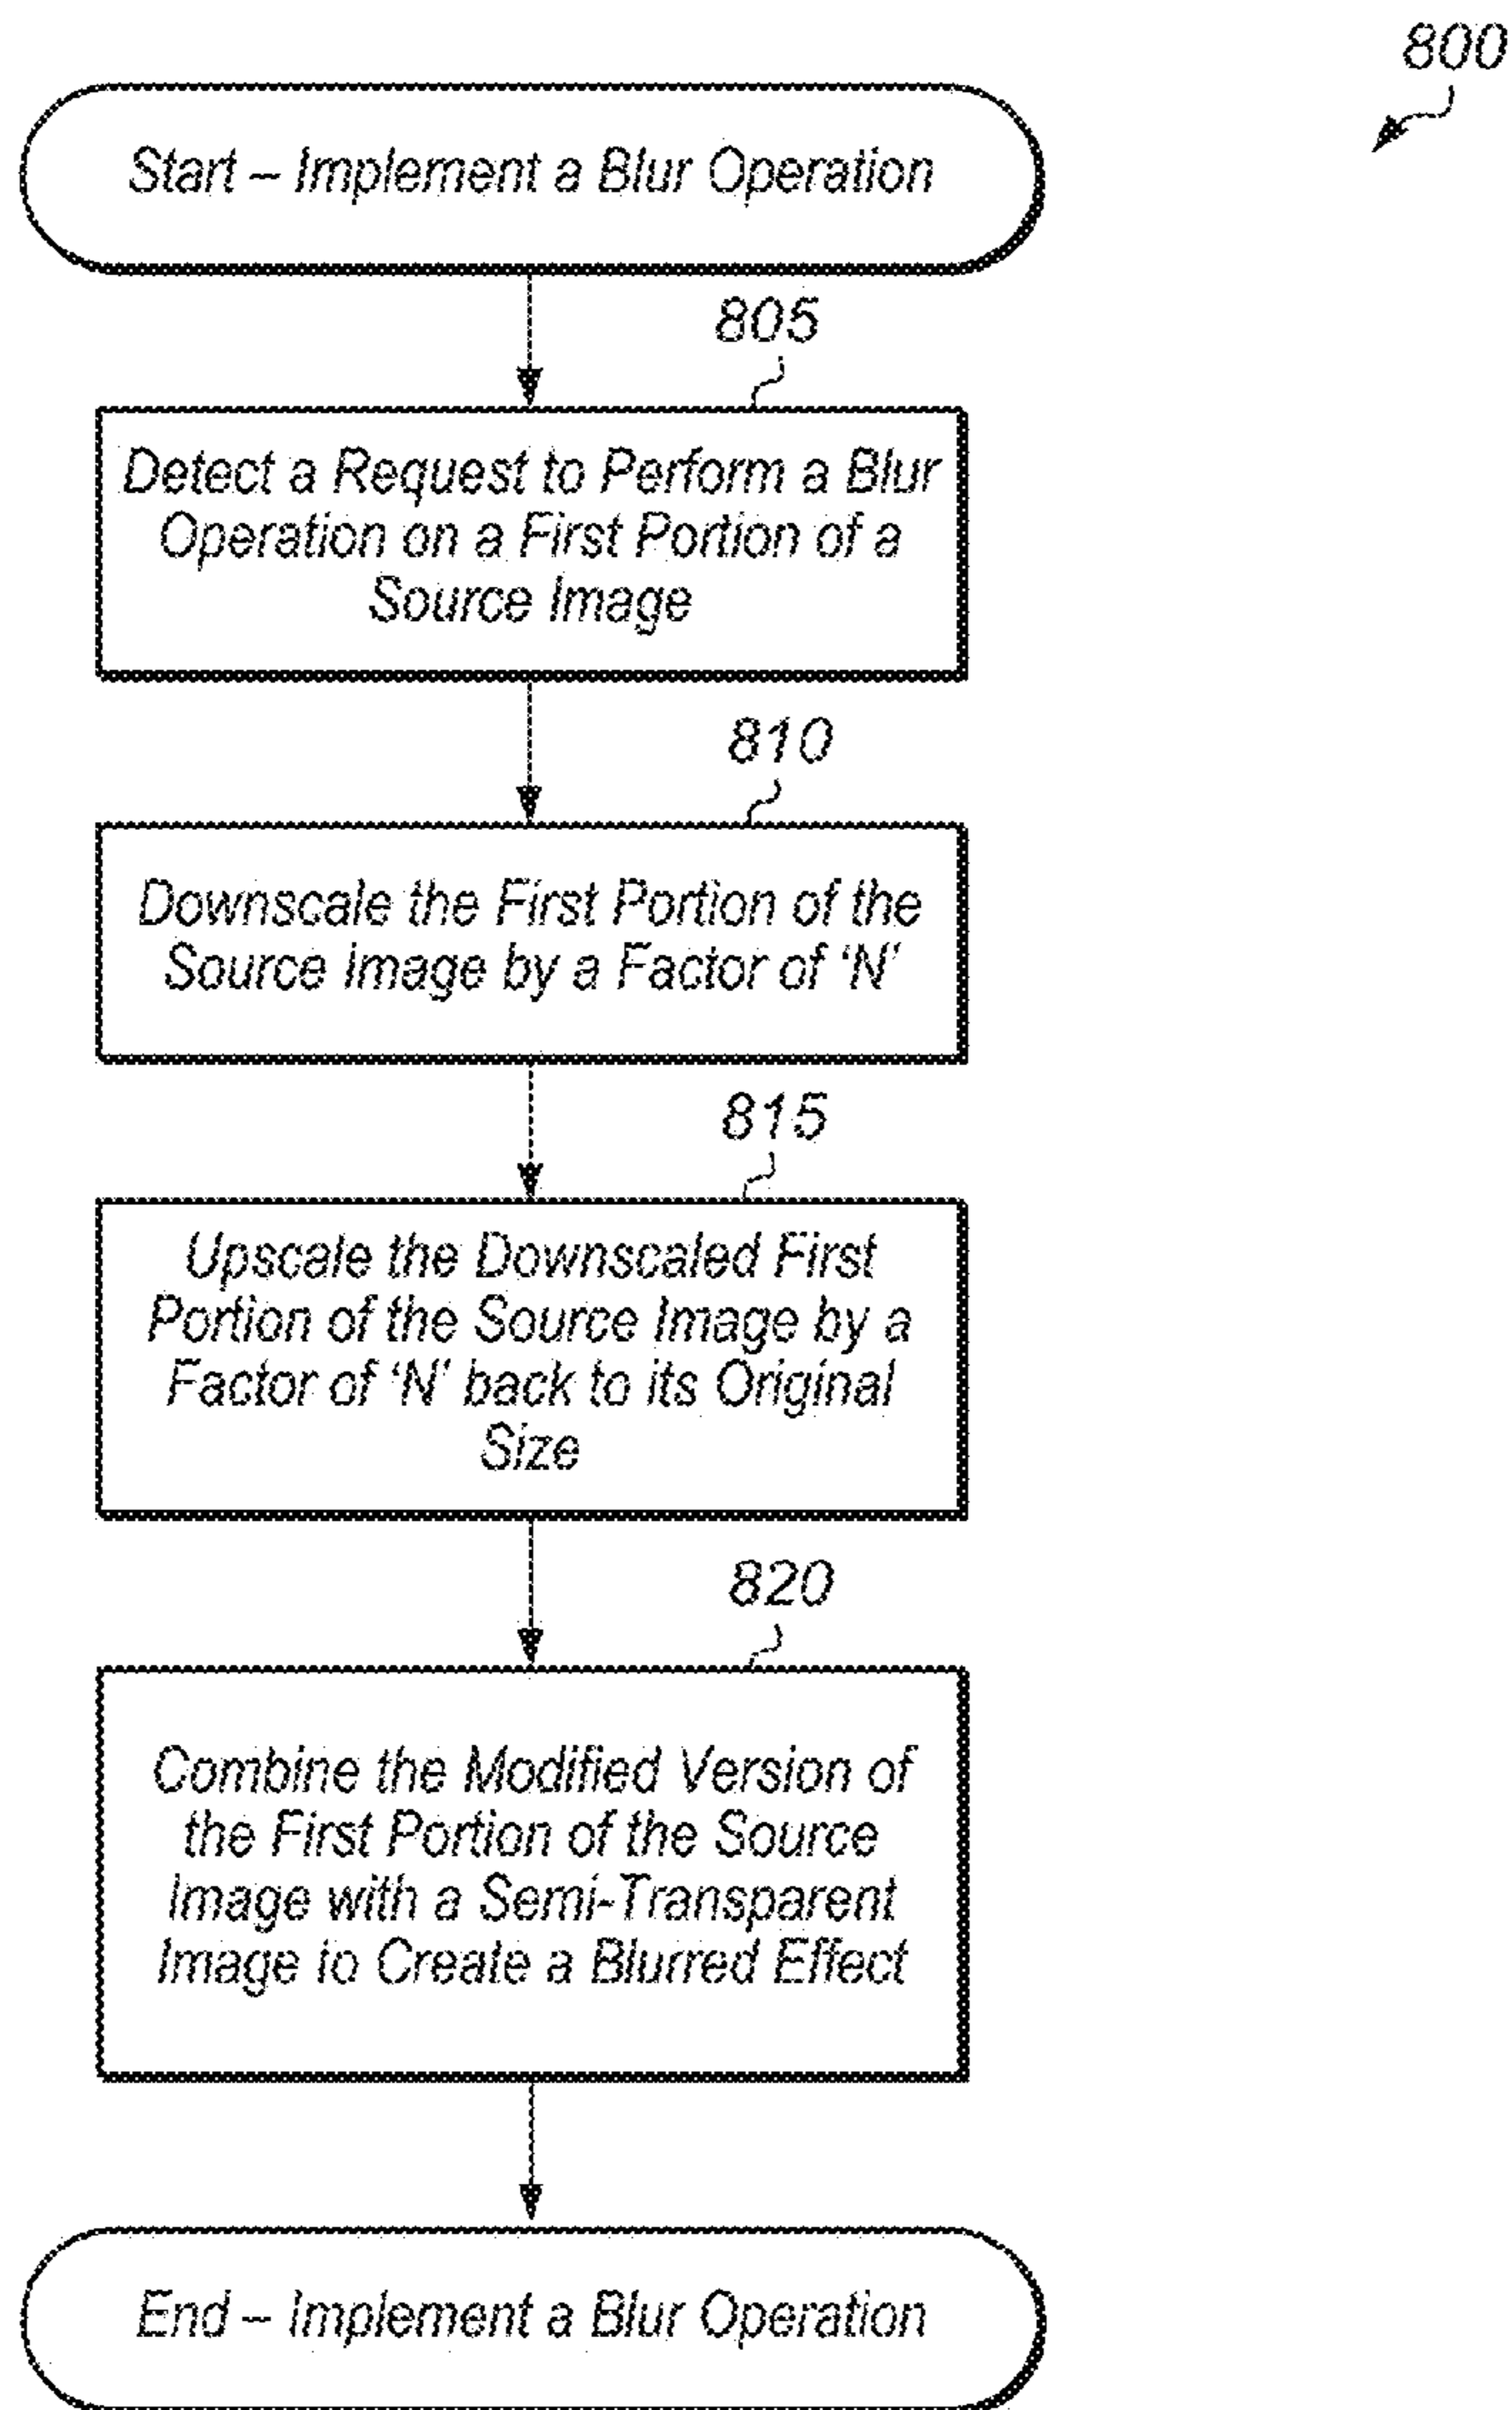 800
Start – Implement a Blur Operation
805
Detect a Request to Perform a Blur
Operation on a First Portion of a
Source Image
810
Downscale the First Portion of the
Source Image by a Factor of ‘N’
815
Upscale the Downscaled First
Portion of the Source Image by a
Factor of ‘N’ back to its Original
Size
820
Combine the Modified Version of
the First Portion of the Source
Image with a Semi-Transparent
Image to Create a Blurred Effect
End – Implement a Blur Operation